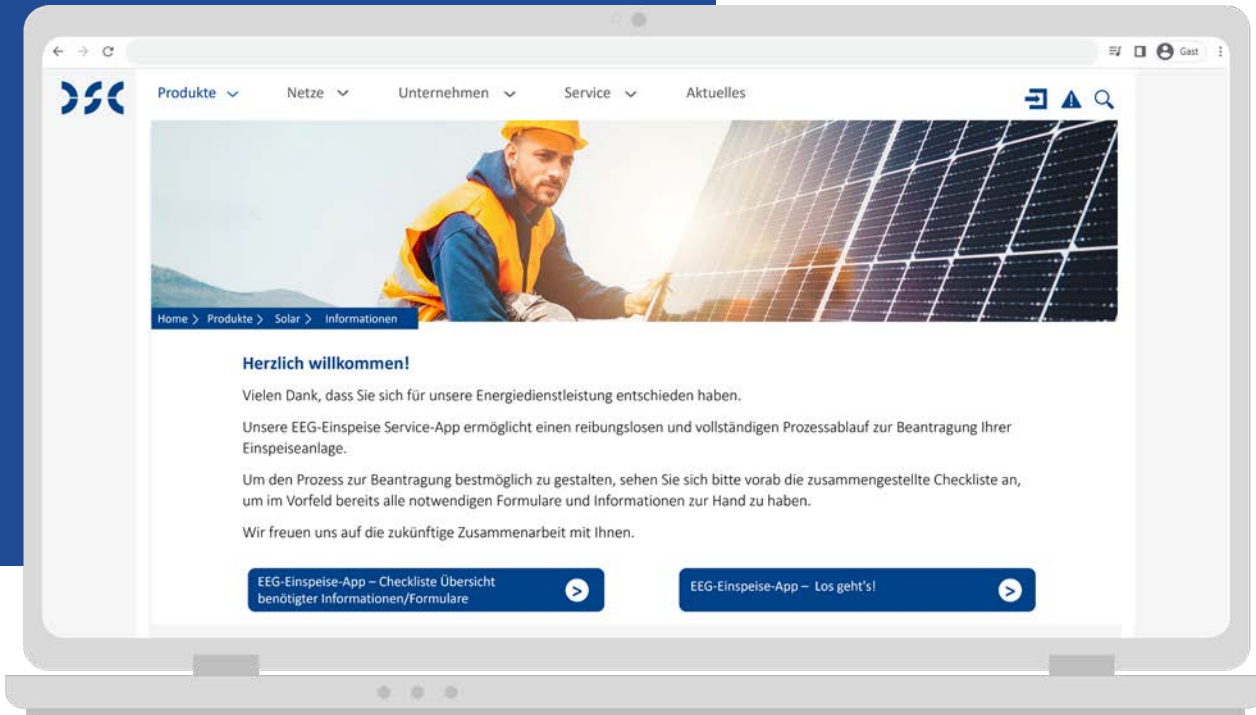 Gast
DSC
Produkte
Netze
Unternehmen
Service
Aktuelles
Home > Produkte > Solar > Informationen
Herzlich willkommen!
Vielen Dank, dass Sie sich für unsere Energiedienstleistung entschieden haben.
Unsere EEG-Einspeise Service-App ermöglicht einen reibungslosen und vollständigen Prozessablauf zur Beantragung Ihrer
Einspeiseanlage.
Um den Prozess zur Beantragung bestmöglich zu gestalten, sehen Sie sich bitte vorab die zusammengestellte Checkliste an,
um im Vorfeld bereits alle notwendigen Formulare und Informationen zur Hand zu haben.
Wir freuen uns auf die zukünftige Zusammenarbeit mit Ihnen.
EEG-Einspeise-App – Checkliste Übersicht
benötigter Informationen/Formulare
EEG-Einspeise-App – Los geht's!